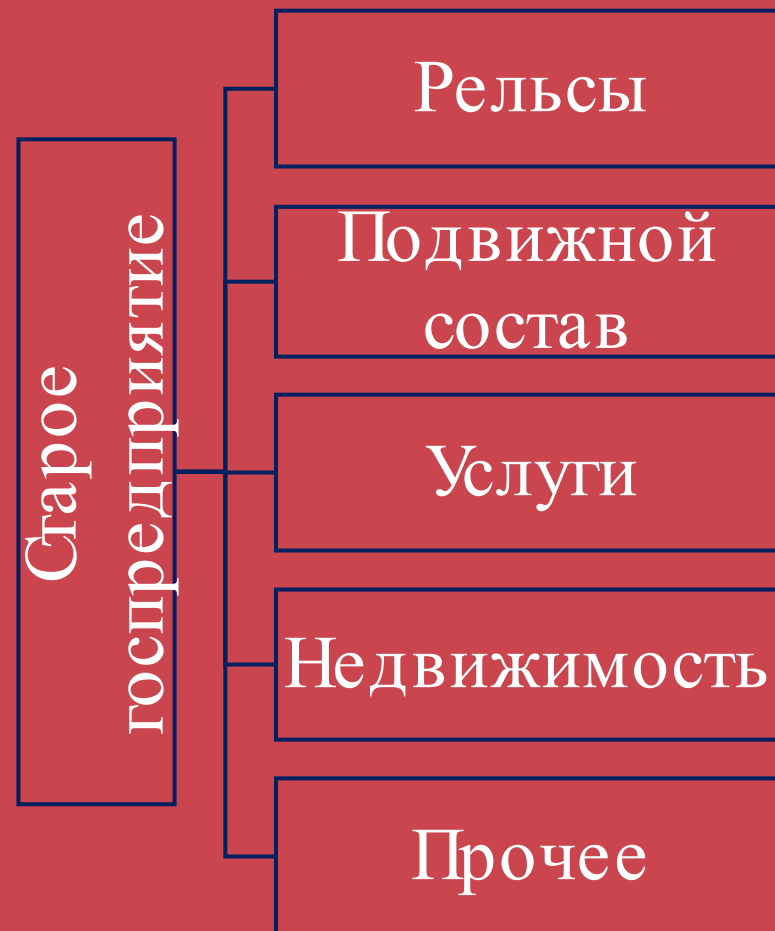 Старое
госпредприятие
Рельсы
Подвижной
состав
Услуги
Недвижимость
Прочее